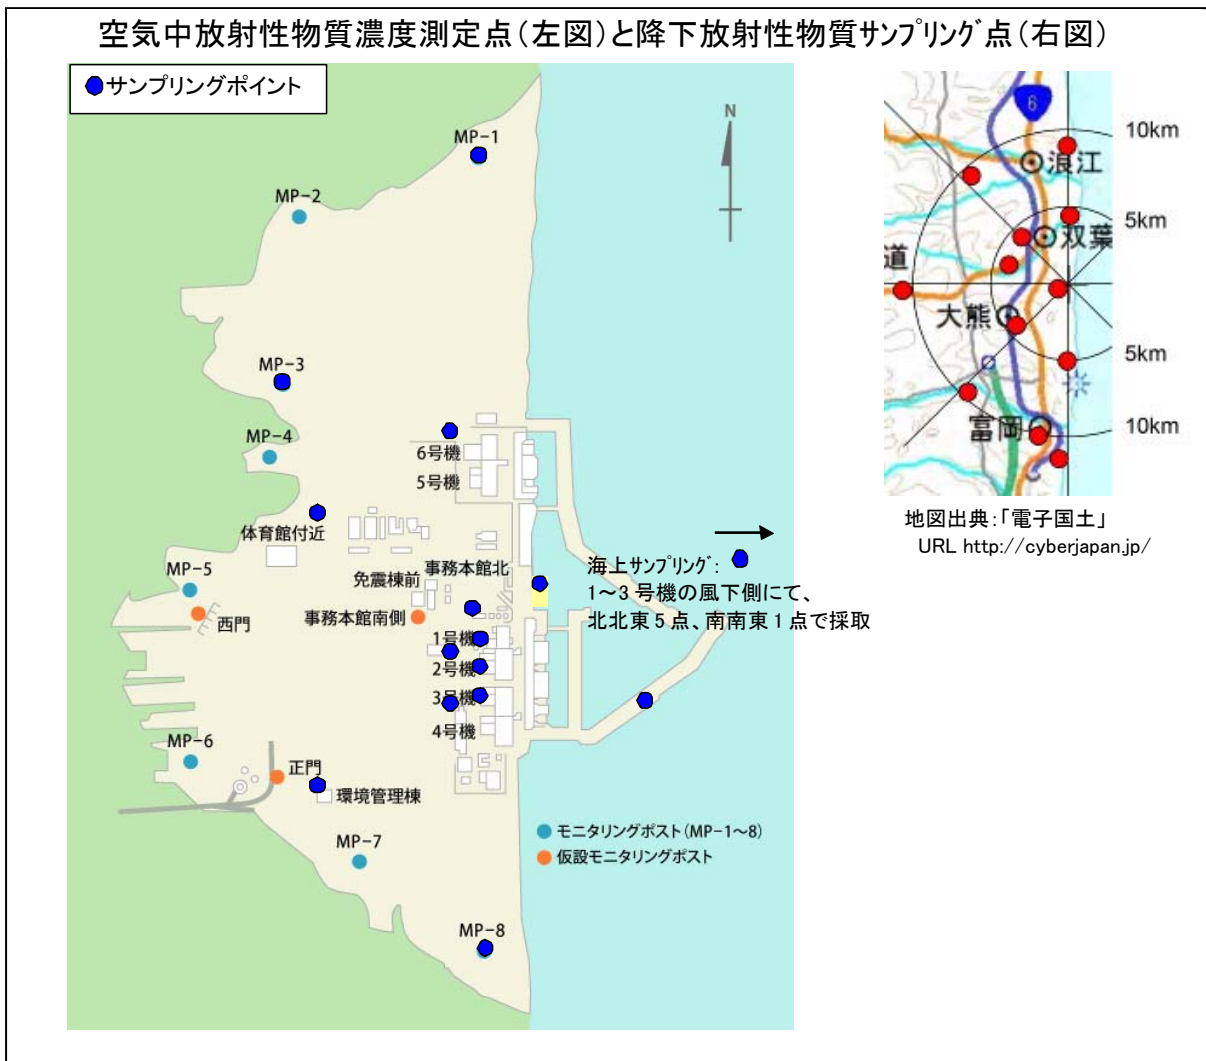 空気中放射性物質濃度測定点(左図)と降下放射性物質サンプリング点(右図)
サンプリングポイント
N
MP-1
MP-2
MP-3
MP-4
6号機
5号機
体育館付近
MP-5
西門
免震棟前
事務本館北
事務本館南側
1号機
2号機
3号機
4号機
海上サンプリング:
1~3号機の風下側にて、
北北東5点、南南東1点で採取
MP-6
正門
環境管理棟
MP-7
MP-8
モニタリングポスト(MP-1~8)
仮設モニタリングポスト
6
10km
浪江
5km
双葉
道
大熊
5km
富岡
10km
地図出典:「電子国土」
URL http://cyberjapan.jp/